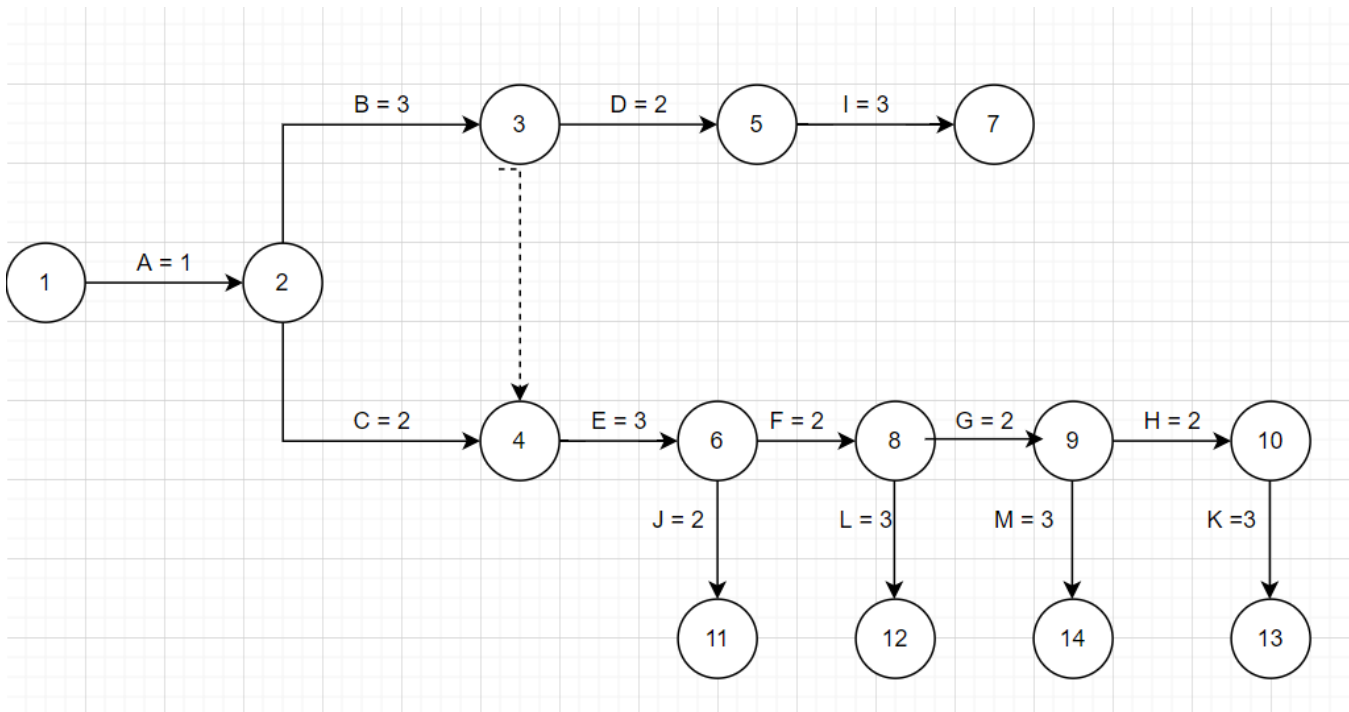 B = 3
3
D = 2
5
I = 3
7
1
A = 1
2
C = 2
4
E = 3
6
F = 2
8
G = 2
9
H = 2
10
J = 2
L = 3
M = 3
K =3
11
12
14
13